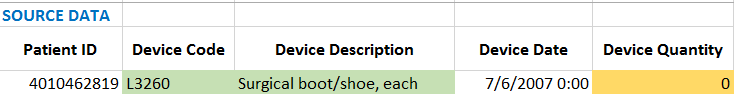 SOURCE DATA
Patient ID Device Code Device Description Device Date Device Quantity
4010462819 L3260 Surgical boot/shoe, each 7/6/2007 0:00 0